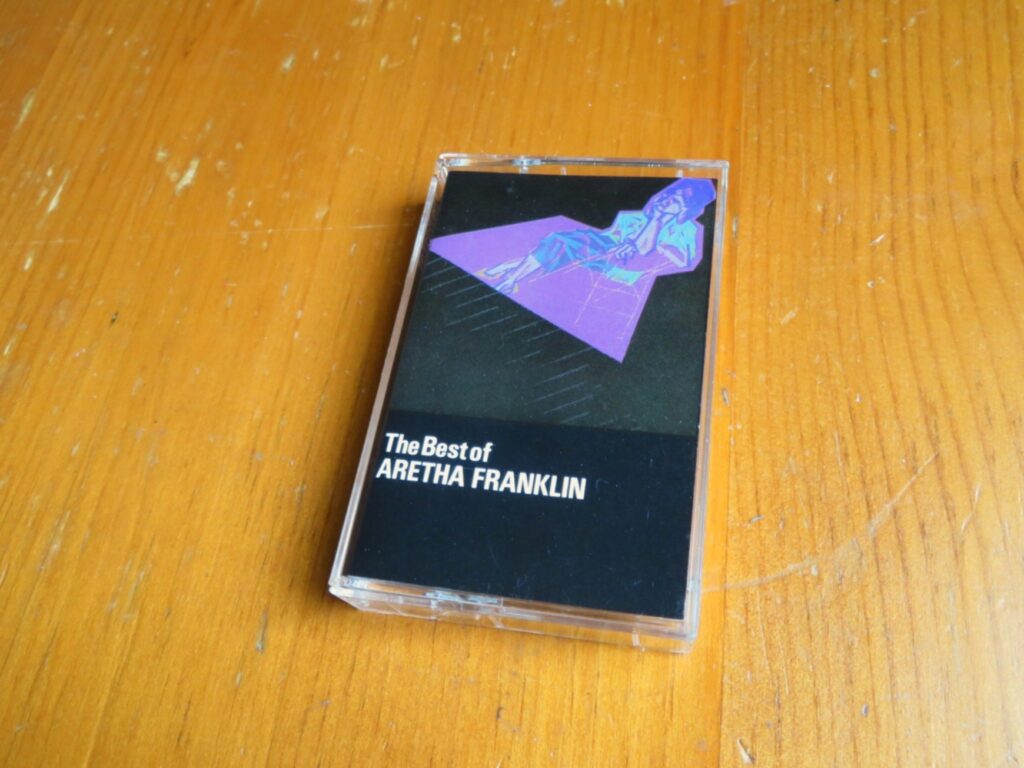 The Best of
ARETHA FRANKLIN